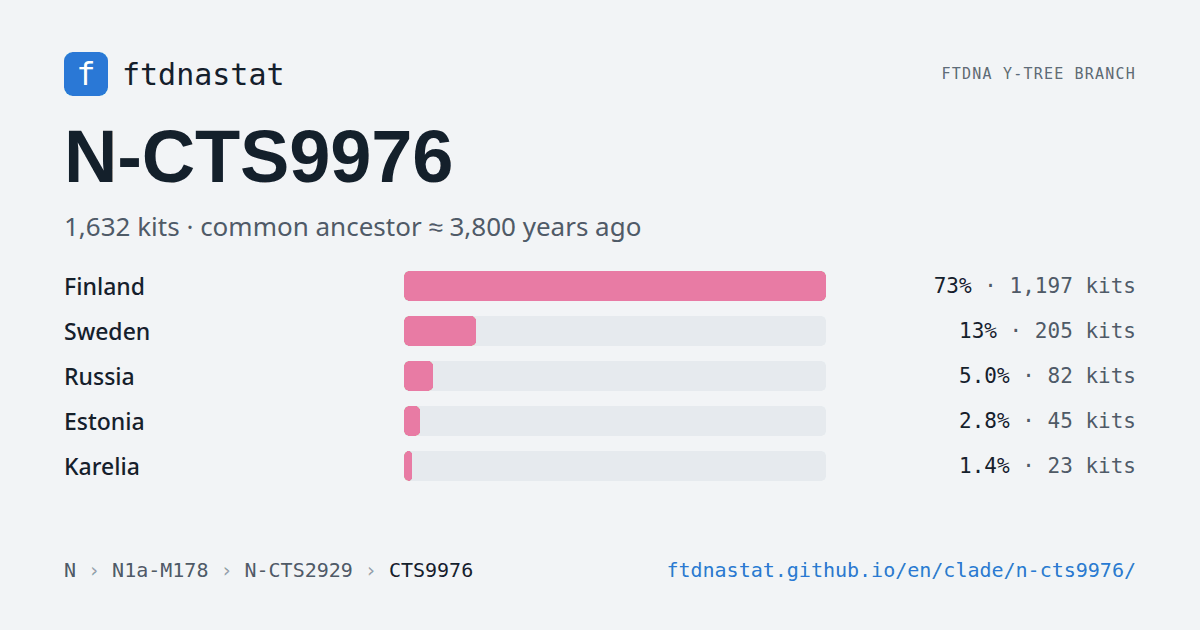 f ftdnastat
FTDNA Y-TREE BRANCH
N-CTS9976
1,632 kits · common ancestor ≈ 3,800 years ago
Finland 73% · 1,197 kits
Sweden 13% · 205 kits
Russia 5.0% · 82 kits
Estonia 2.8% · 45 kits
Karelia 1.4% · 23 kits
N › N1a-M178 › N-CTS2929 › CTS9976
ftdnastat.github.io/en/clade/n-cts9976/